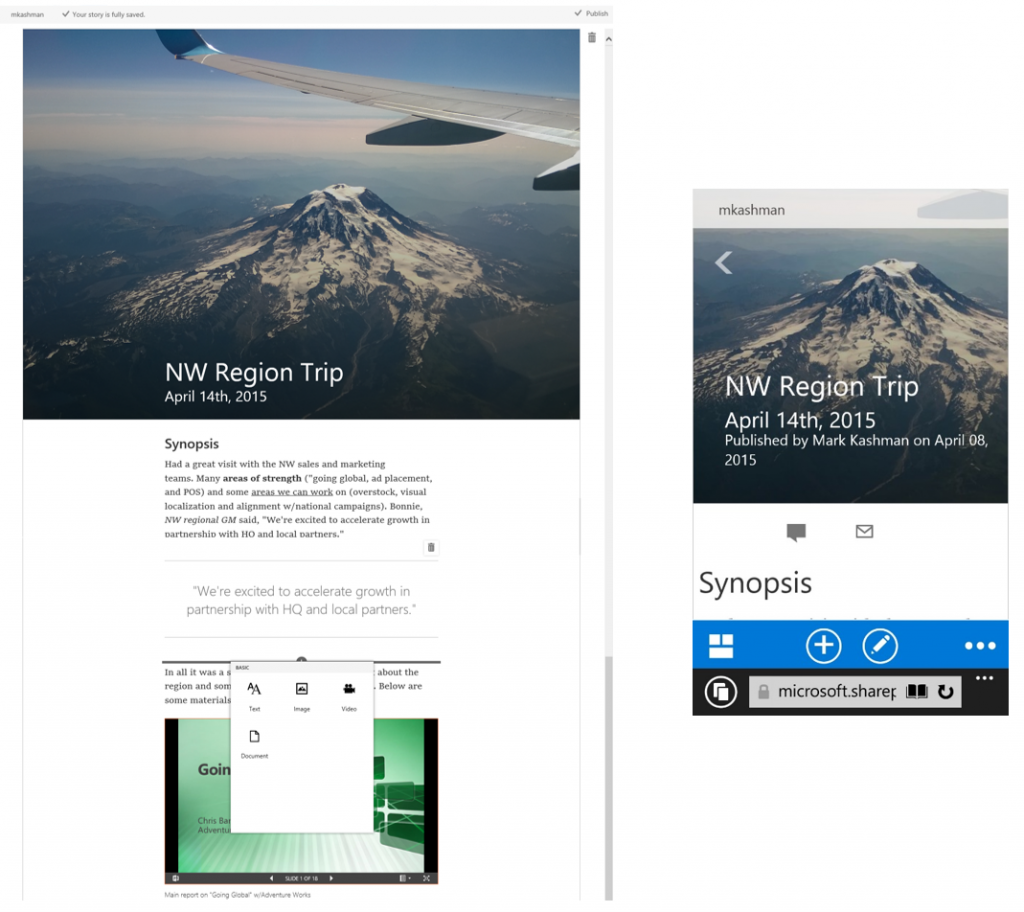 mkashman
Your story is fully saved.
Publish
NW Region Trip
April 14th, 2015
Synopsis
Had a great visit with the NW sales and marketing
teams. Many areas of strength ("going global, ad placement,
and POS) and some areas we can work on (overstock, visual
localization and alignment w/national campaigns). Bonnie,
NW regional GM said, "We're excited to accelerate growth in
partnership with HQ and local partners."
"We're excited to accelerate growth in
partnership with HQ and local partners."
In all it was a s
about the
region and som
. Below are
some materials
BASIC
Text
Image
Video
Document
Goin
Chris Ba
Adventu
SLIDE 1 OF 18
Main report on "Going Global" w/Adventure Works
mkashman
NW Region Trip
April 14th, 2015
Published by Mark Kashman on April 08,
2015
Synopsis
microsoft.sharep